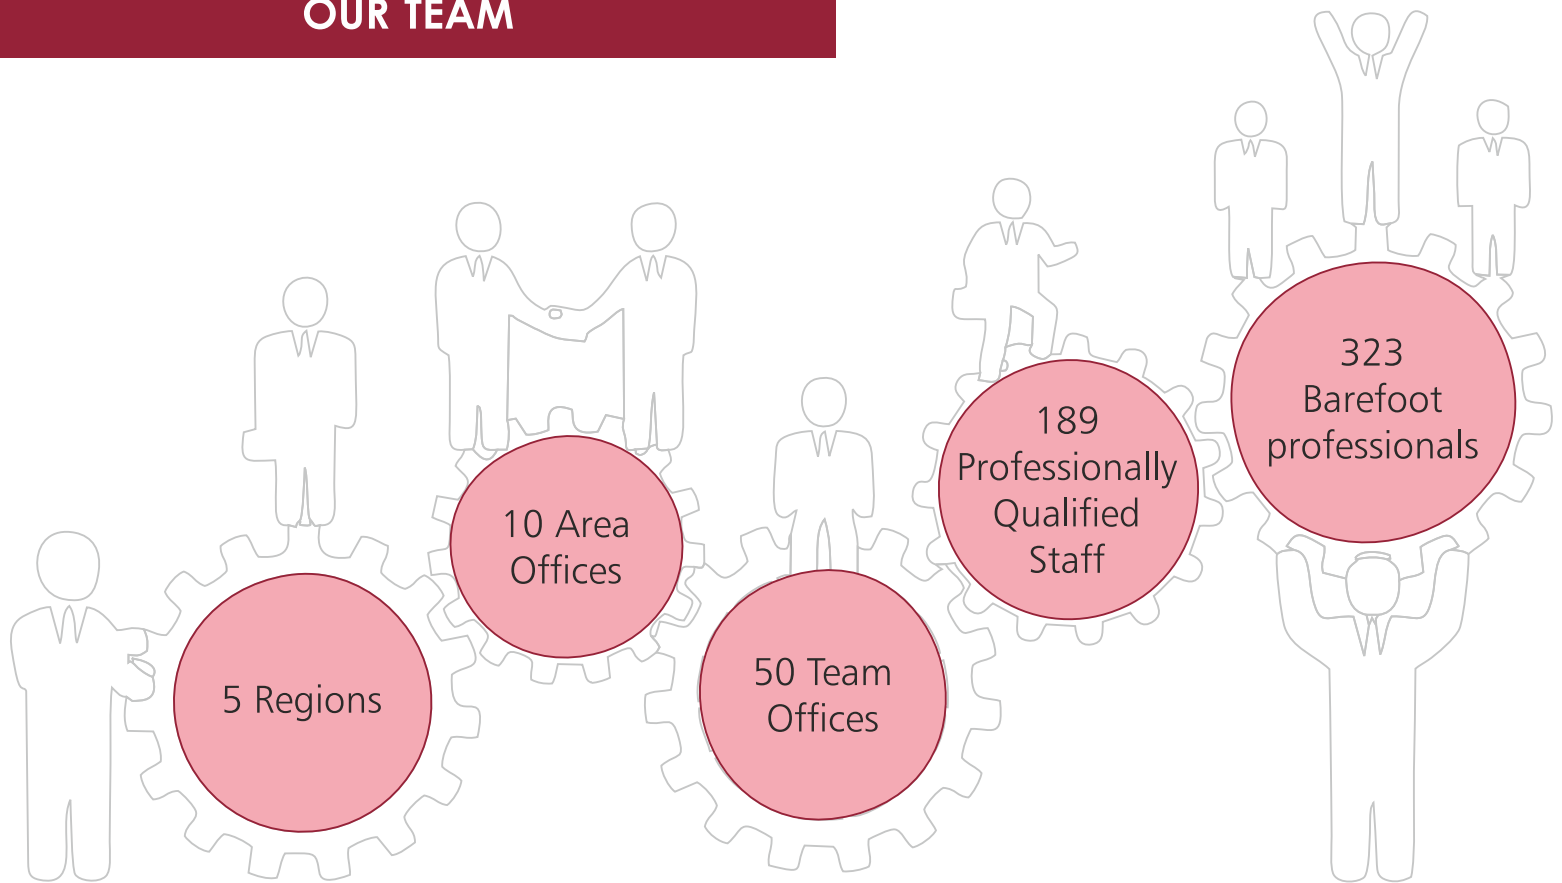 OUR TEAM
5 Regions
10 Area
Offices
50 Team
Offices
189
Professionally
Qualified
Staff
323
Barefoot
professionals